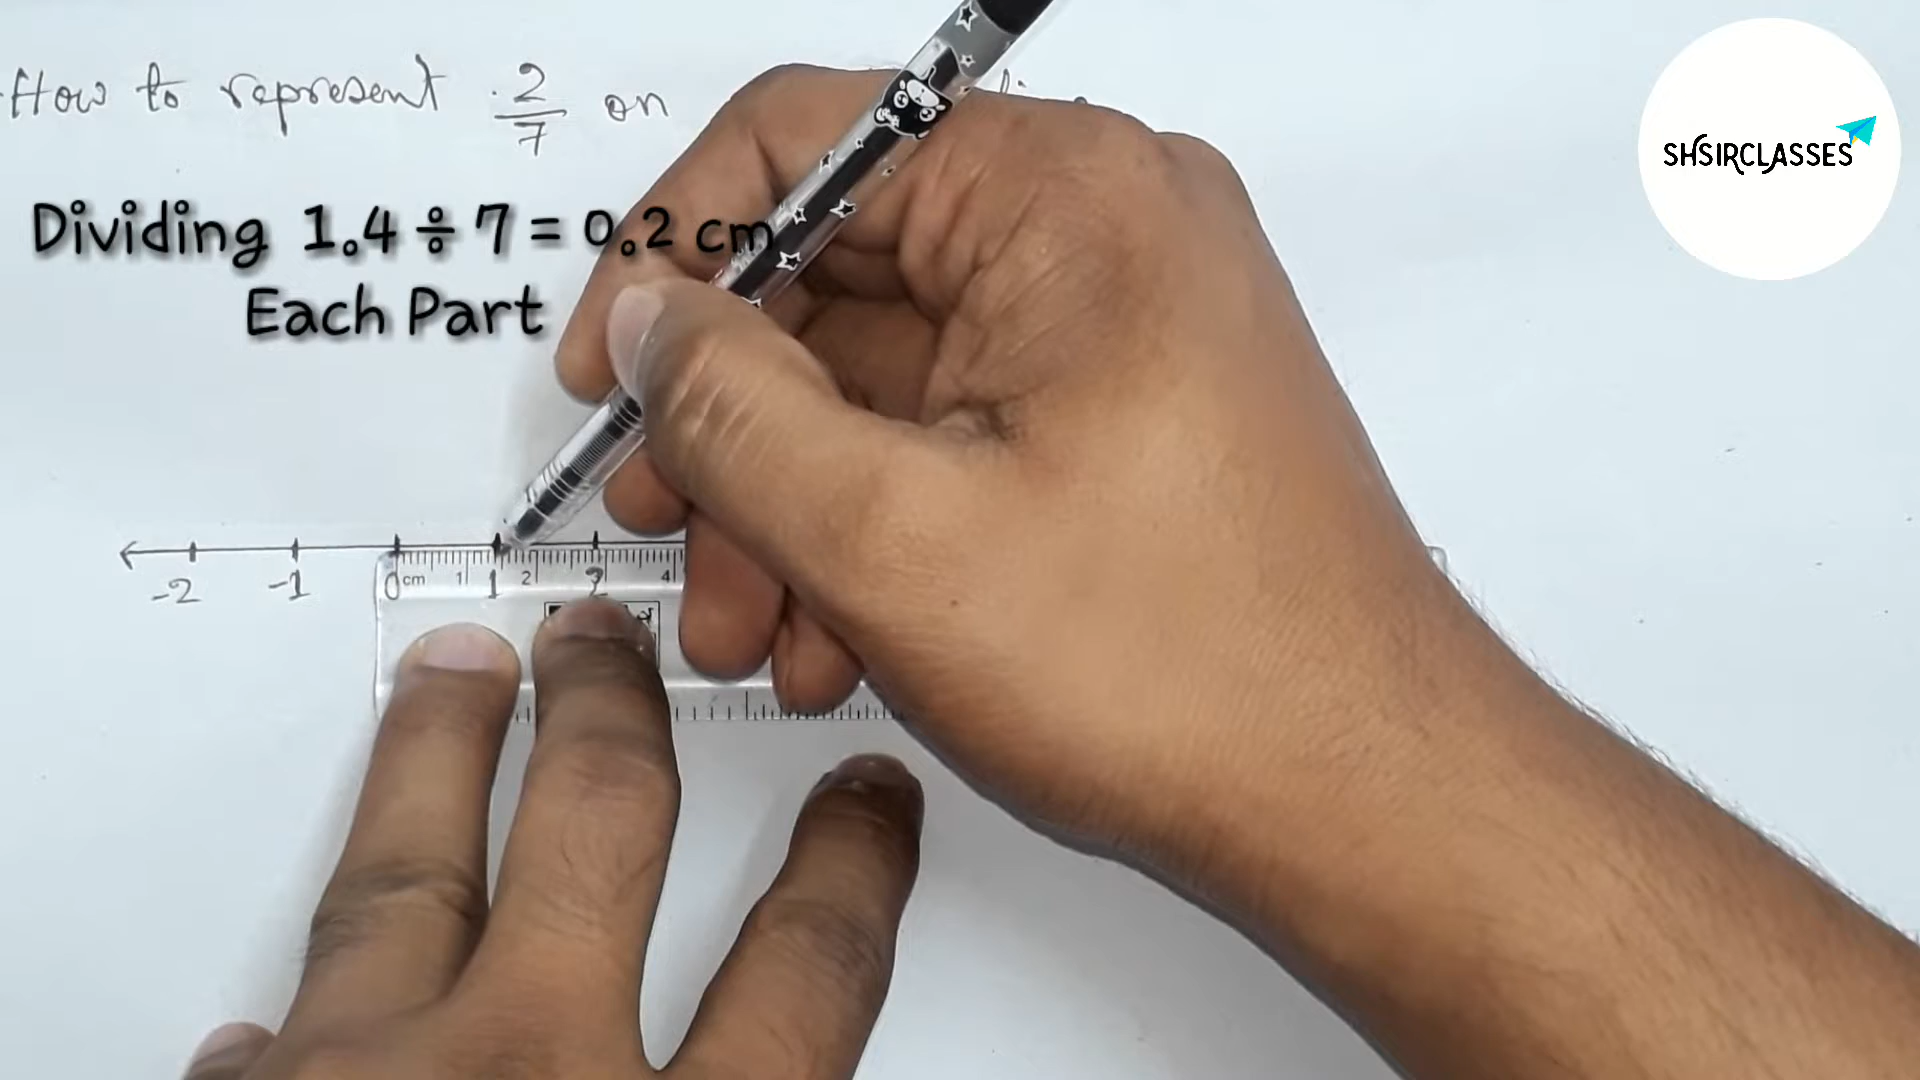 How to represent 2/7 on
SHSIRCLASSES
Dividing 1.4 ÷ 7 = 0.2 cm
Each Part
-2 -1 0 1 2
cm 1 2 3 4